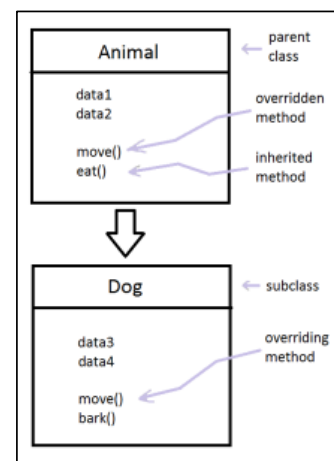 Animal
parent
class
data1
data2
overridden
method
move()
eat()
inherited
method
Dog
subclass
data3
data4
overriding
method
move()
bark()